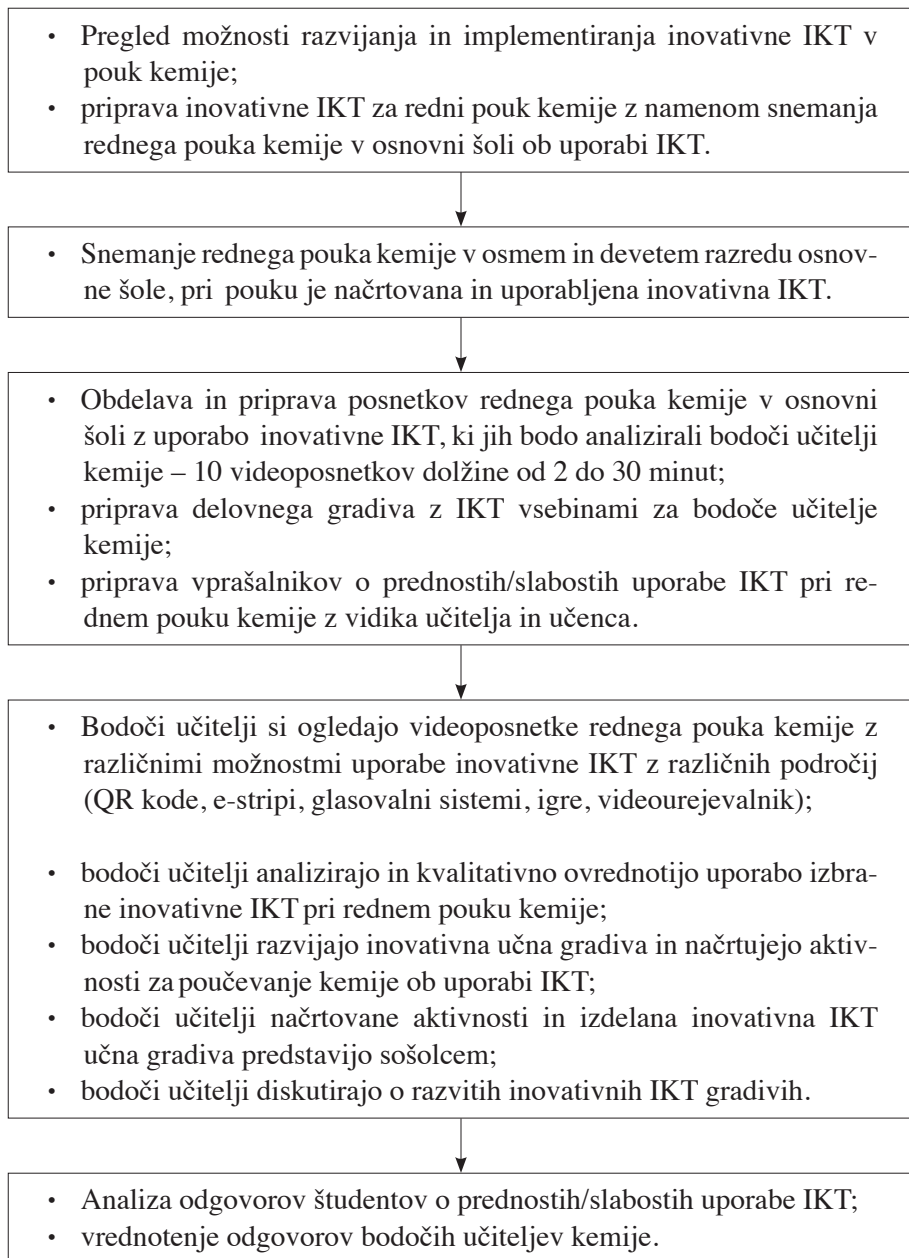 • Pregled možnosti razvijanja in implementiranja inovativne IKT v
pouk kemije;
• priprava inovativne IKT za redni pouk kemije z namenom snemanja
rednega pouka kemije v osnovni šoli ob uporabi IKT.
• Snemanje rednega pouka kemije v osmem in devetem razredu osnov-
ne šole, pri pouku je načrtovana in uporabljena inovativna IKT.
• Obdelava in priprava posnetkov rednega pouka kemije v osnovni
šoli z uporabo inovativne IKT, ki jih bodo analizirali bodoči učitelji
kemije – 10 videoposnetkov dolžine od 2 do 30 minut;
• priprava delovnega gradiva z IKT vsebinami za bodoče učitelje
kemije;
• priprava vprašalnikov o prednostih/slabostih uporabe IKT pri re-
dnem pouku kemije z vidika učitelja in učenca.
• Bodoči učitelji si ogledajo videoposnetke rednega pouka kemije z
različnimi možnostmi uporabe inovativne IKT z različnih področij
(QR kode, e-stripi, glasovalni sistemi, igre, videourejevalnik);
• bodoči učitelji analizirajo in kvalitativno ovrednotijo uporabo izbra-
ne inovativne IKT pri rednem pouku kemije;
• bodoči učitelji razvijajo inovativna učna gradiva in načrtujejo aktiv-
nosti za poučevanje kemije ob uporabi IKT;
• bodoči učitelji načrtovane aktivnosti in izdelana inovativna IKT
učna gradiva predstavijo sošolcem;
• bodoči učitelji diskutirajo o razvitih inovativnih IKT gradivih.
• Analiza odgovorov študentov o prednostih/slabostih uporabe IKT;
• vrednotenje odgovorov bodočih učiteljev kemije.